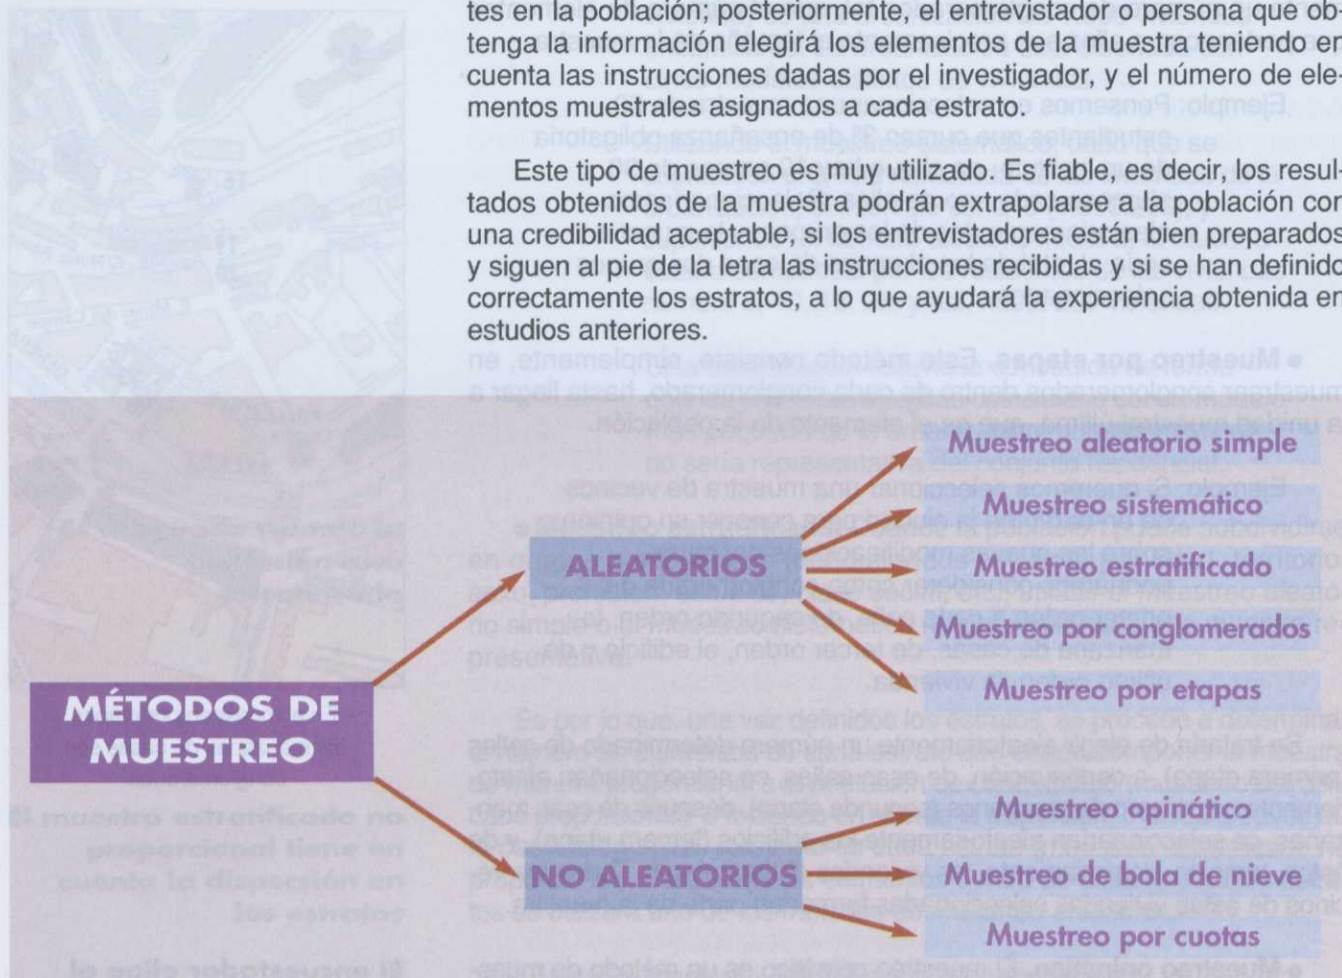 tes en la población; posteriormente, el entrevistador o persona que ob-
tenga la información elegirá los elementos de la muestra teniendo en
cuenta las instrucciones dadas por el investigador, y el número de ele-
mentos muestrales asignados a cada estrato.
Este tipo de muestreo es muy utilizado. Es fiable, es decir, los resul-
tados obtenidos de la muestra podrán extrapolarse a la población con
una credibilidad aceptable, si los entrevistadores están bien preparados
y siguen al pie de la letra las instrucciones recibidas y si se han definido
correctamente los estratos, a lo que ayudará la experiencia obtenida en
estudios anteriores.
MÉTODOS DE
MUESTREO
ALEATORIOS
Muestreo aleatorio simple
Muestreo sistemático
Muestreo estratificado
Muestreo por conglomerados
Muestreo por etapas
NO ALEATORIOS
Muestreo opinático
Muestreo de bola de nieve
Muestreo por cuotas